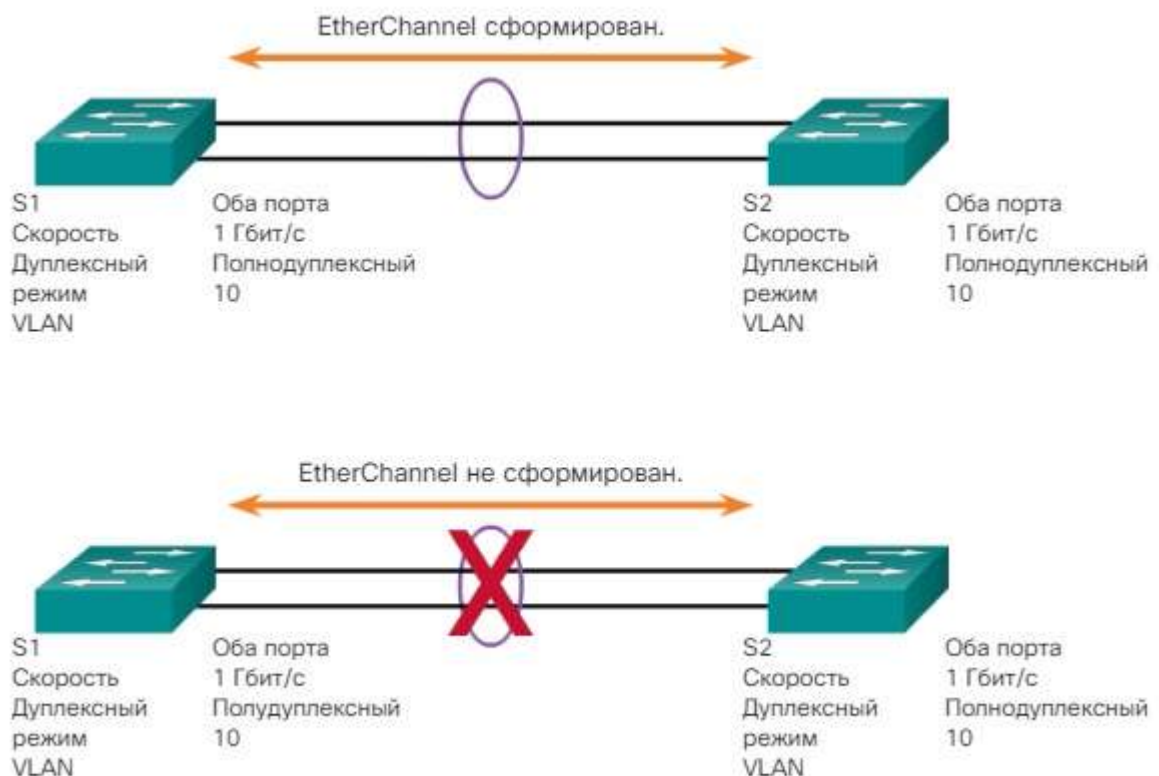 EtherChannel сформирован.
S1
Скорость
Дуплексный
режим
VLAN
Оба порта
1 Гбит/с
Полнодуплексный
10
S2
Скорость
Дуплексный
режим
VLAN
Оба порта
1 Гбит/с
Полнодуплексный
10
EtherChannel не сформирован.
S1
Скорость
Дуплексный
режим
VLAN
Оба порта
1 Гбит/с
Полудуплексный
10
S2
Скорость
Дуплексный
режим
VLAN
Оба порта
1 Гбит/с
Полнодуплексный
10